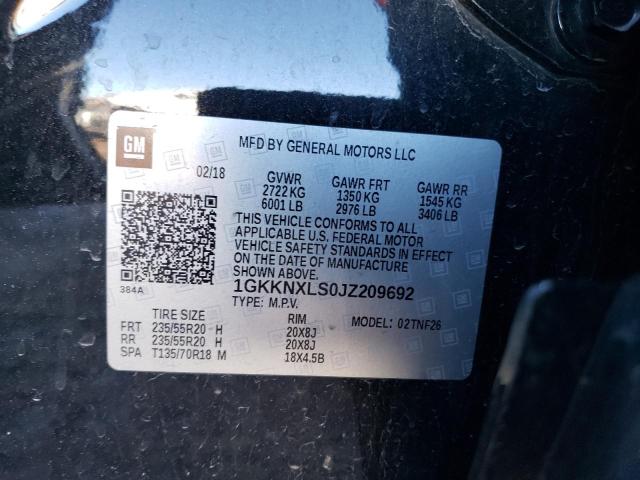 GM
MFD BY GENERAL MOTORS LLC
02/18
GVWR GAWR FRT GAWR RR
2722 KG 1350 KG 1545 KG
6001 LB 2976 LB 3406 LB
THIS VEHICLE CONFORMS TO ALL
APPLICABLE U.S. FEDERAL MOTOR
VEHICLE SAFETY STANDARDS IN EFFECT
ON THE DATE OF MANUFACTURE
SHOWN ABOVE.
384A
1GKKNXLS0JZ209692
TYPE: M.P.V.
MODEL: 02TNF26
TIRE SIZE RIM
FRT 235/55R20 H 20X8J
RR 235/55R20 H 20X8J
SPA T135/70R18 M 18X4.5B